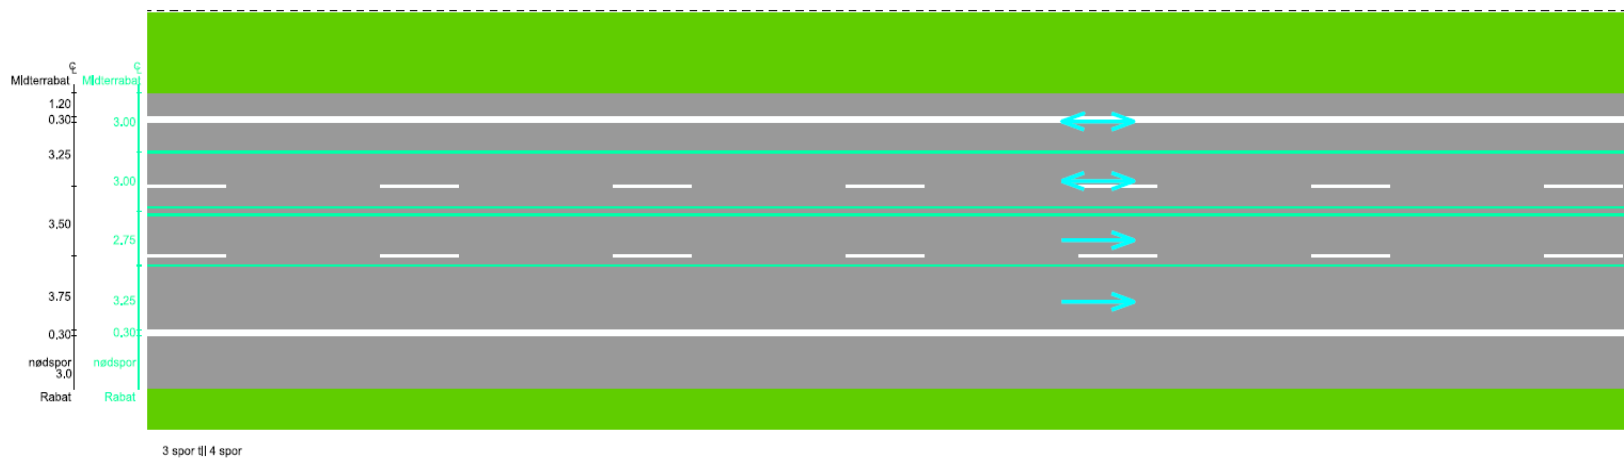 ℄ ℄
Midterrabat Midterrabat
1.20
0.30 3.00
3.25
3.00
3,50
2,75
3.75 3,25
0,30 0,30
nødspor nødspor
3.0
Rabat Rabat
3 spor til 4 spor